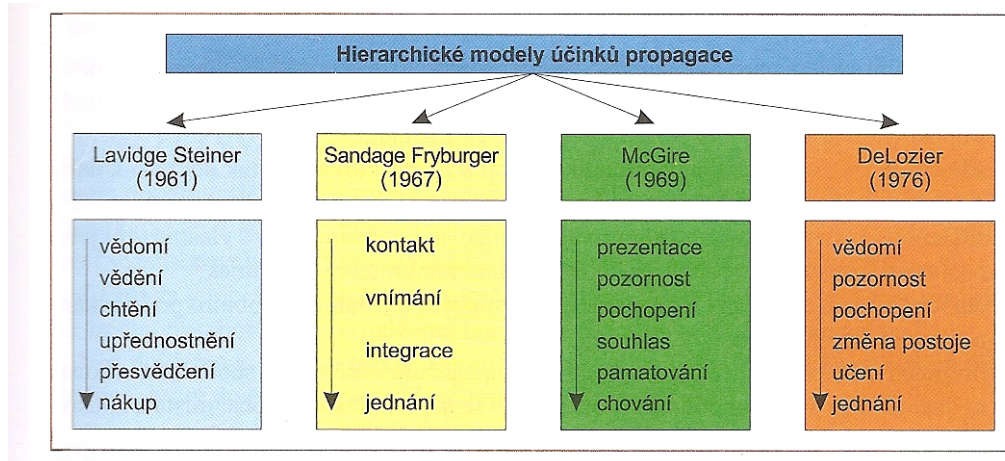 Hierarchické modely účinků propagace
Lavidge Steiner
(1961)
Sandage Fryburger
(1967)
McGire
(1969)
DeLozier
(1976)
vědomí
vědění
chtění
upřednostnění
přesvědčení
nákup
kontakt
vnímání
integrace
jednání
prezentace
pozornost
pochopení
souhlas
pamatování
chování
vědomí
pozornost
pochopení
změna postoje
učení
jednání